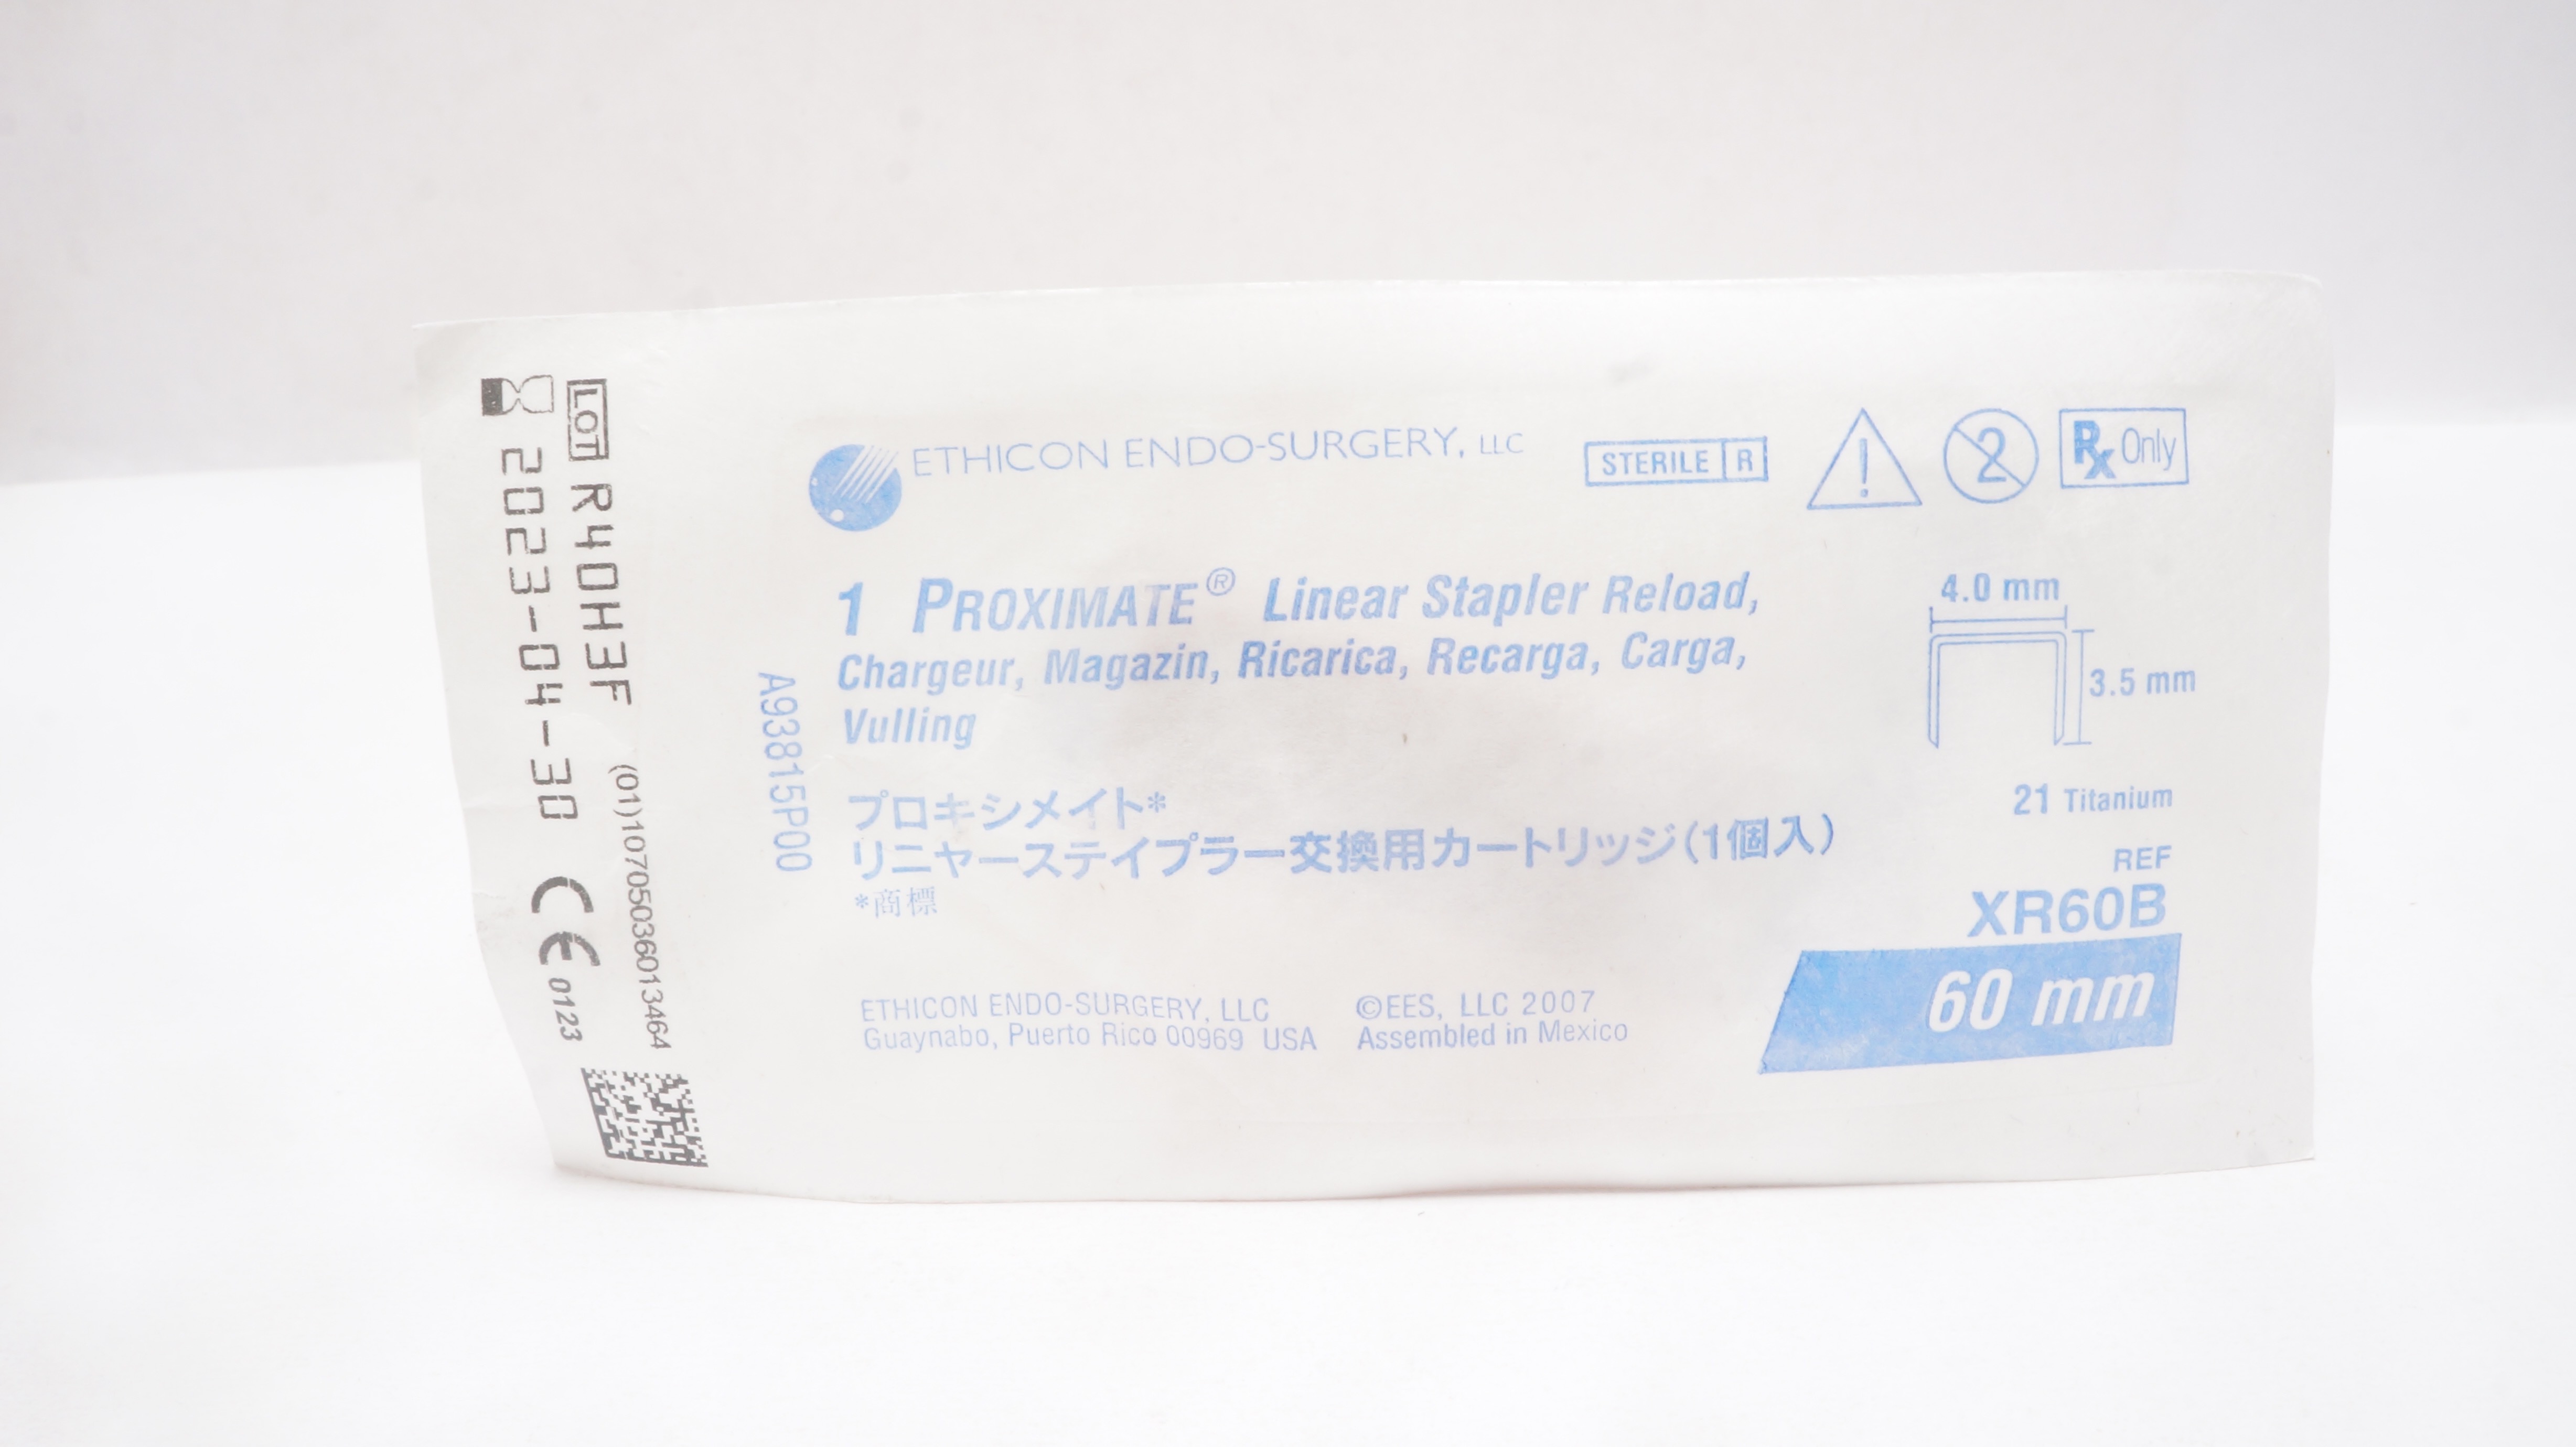 LOT R40H3F
2023-04-30
(01)10705036013464
CE 0123
A93815P00
ETHICON ENDO-SURGERY, LLC
STERILE R
!
2
Rx Only
1 PROXIMATE® Linear Stapler Reload,
Chargeur, Magazin, Ricarica, Recarga, Carga,
Vulling
プロキシメイト*
リニヤーステイプラー交換用カートリッジ(1個入)
*商標
4.0 mm
3.5 mm
21 Titanium
REF
XR60B
60 mm
ETHICON ENDO-SURGERY, LLC
Guaynabo, Puerto Rico 00969 USA
©EES, LLC 2007
Assembled in Mexico